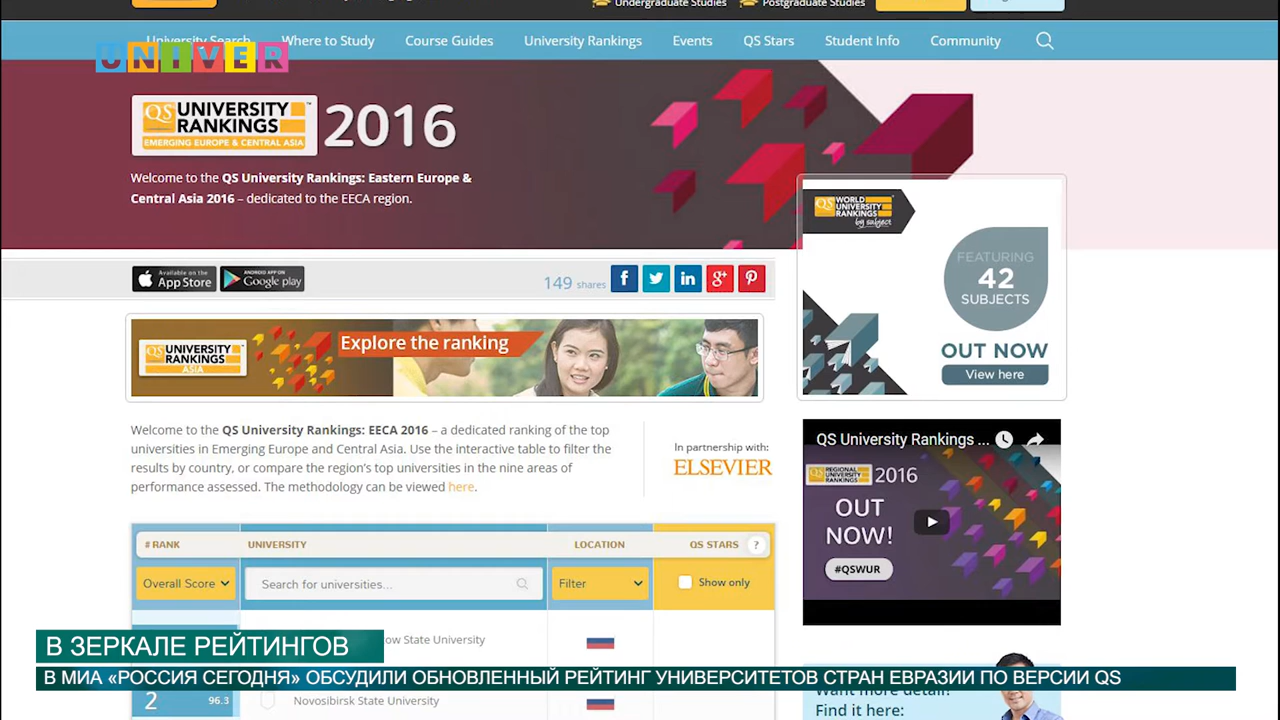 Undergraduate Studies
Postgraduate Studies
University Search
Where to Study
Course Guides
University Rankings
Events
QS Stars
Student Info
Community
UNIVER
QS UNIVERSITY RANKINGS™
EMERGING EUROPE & CENTRAL ASIA
2016
Welcome to the QS University Rankings: Eastern Europe &
Central Asia 2016 – dedicated to the EECA region.
QS WORLD UNIVERSITY RANKINGS
by subject
FEATURING
42
SUBJECTS
OUT NOW
View here
Available on the
App Store
ANDROID APP ON
Google play
149 shares
QS UNIVERSITY RANKINGS
ASIA
Explore the ranking
Welcome to the QS University Rankings: EECA 2016 – a dedicated ranking of the top
universities in Emerging Europe and Central Asia. Use the interactive table to filter the
results by country, or compare the region's top universities in the nine areas of
performance assessed. The methodology can be viewed here.
In partnership with:
ELSEVIER
QS University Rankings ...
QS REGIONAL UNIVERSITY RANKINGS 2016
OUT
NOW!
#QSWUR
# RANK
UNIVERSITY
LOCATION
QS STARS ?
Overall Score
Search for universities...
Filter
Show only
ow State University
2
96.3
Novosibirsk State University
Want more detail?
Find it here:
В ЗЕРКАЛЕ РЕЙТИНГОВ
В МИА «РОССИЯ СЕГОДНЯ» ОБСУДИЛИ ОБНОВЛЕННЫЙ РЕЙТИНГ УНИВЕРСИТЕТОВ СТРАН ЕВРАЗИИ ПО ВЕРСИИ QS